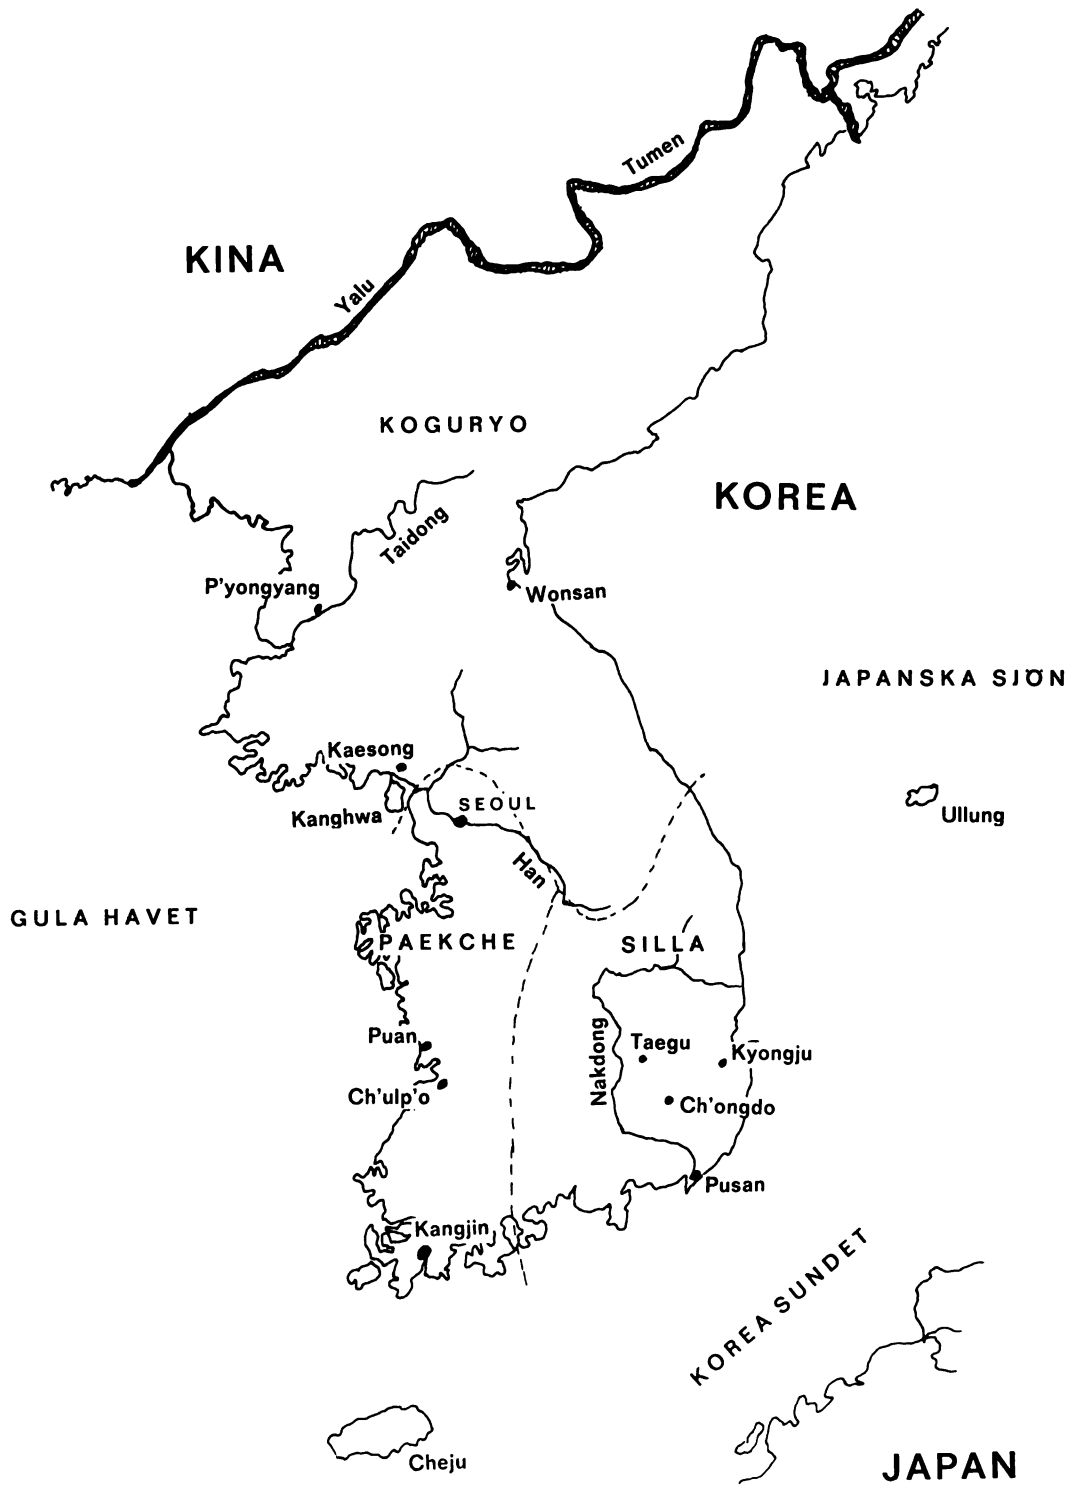 Tumen
KINA
Yalu
KOGURYO
KOREA
Taidong
P'yongyang
Wonsan
JAPANSKA SJÖN
Kaesong
SEOUL
Kanghwa
Ullung
Han
GULA HAVET
PAEKCHE
SILLA
Puan
Nakdong
Taegu
Kyongju
Ch'ulp'o
Ch'ongdo
Pusan
Kangjin
KOREA SUNDET
Cheju
JAPAN